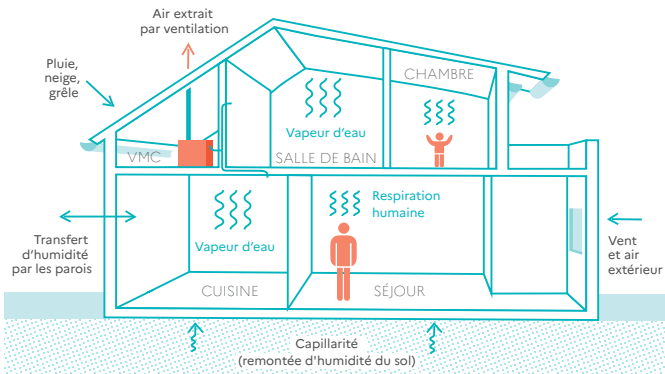 Air extrait
par ventilation
Pluie,
neige,
grêle
CHAMBRE
Vapeur d'eau
VMC
SALLE DE BAIN
Respiration
humaine
Transfert
d'humidité
par les parois
Vapeur d'eau
Vent
et air
extérieur
CUISINE
SÉJOUR
Capillarité
(remontée d'humidité du sol)